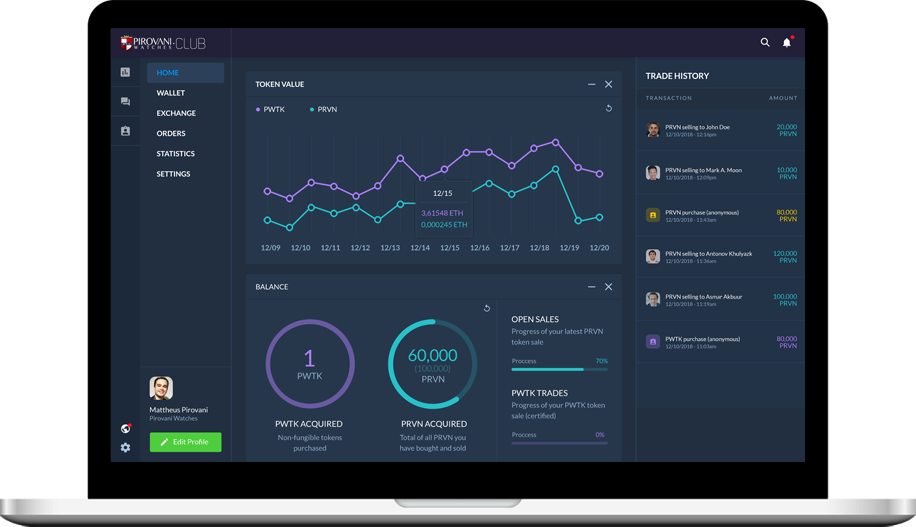 PIROVANI
WATCHES
CLUB
HOME
WALLET
EXCHANGE
ORDERS
STATISTICS
SETTINGS
Mattheus Pirovani
Pirovani Watches
Edit Profile
TOKEN VALUE
PWTK
PRVN
12/15
3,61548 ETH
0,000245 ETH
12/09 12/10 12/11 12/12 12/13 12/14 12/15 12/16 12/17 12/18 12/19 12/20
BALANCE
1
PWTK
PWTK ACQUIRED
Non-fungible tokens
purchased
60,000
(100,000)
PRVN
PRVN ACQUIRED
Total of all PRVN you
have bought and sold
OPEN SALES
Progress of your latest PRVN
token sale
Proccess 70%
PWTK TRADES
Progress of your PWTK token
sale (certified)
Proccess 0%
TRADE HISTORY
TRANSACTION AMOUNT
PRVN selling to John Doe
12/10/2018 - 12:16pm
20,000
PRVN
PRVN selling to Mark A. Moon
12/10/2018 - 12:09pm
10,000
PRVN
PRVN purchase (anonymous)
12/10/2018 - 11:43am
80,000
PRVN
PRVN selling to Antonov Khulyazk
12/10/2018 - 11:36am
120,000
PRVN
PRVN selling to Asmar Akbuur
12/10/2018 - 11:19am
100,000
PRVN
PWTK purchase (anonymous)
12/10/2018 - 11:03am
80,000
PRVN